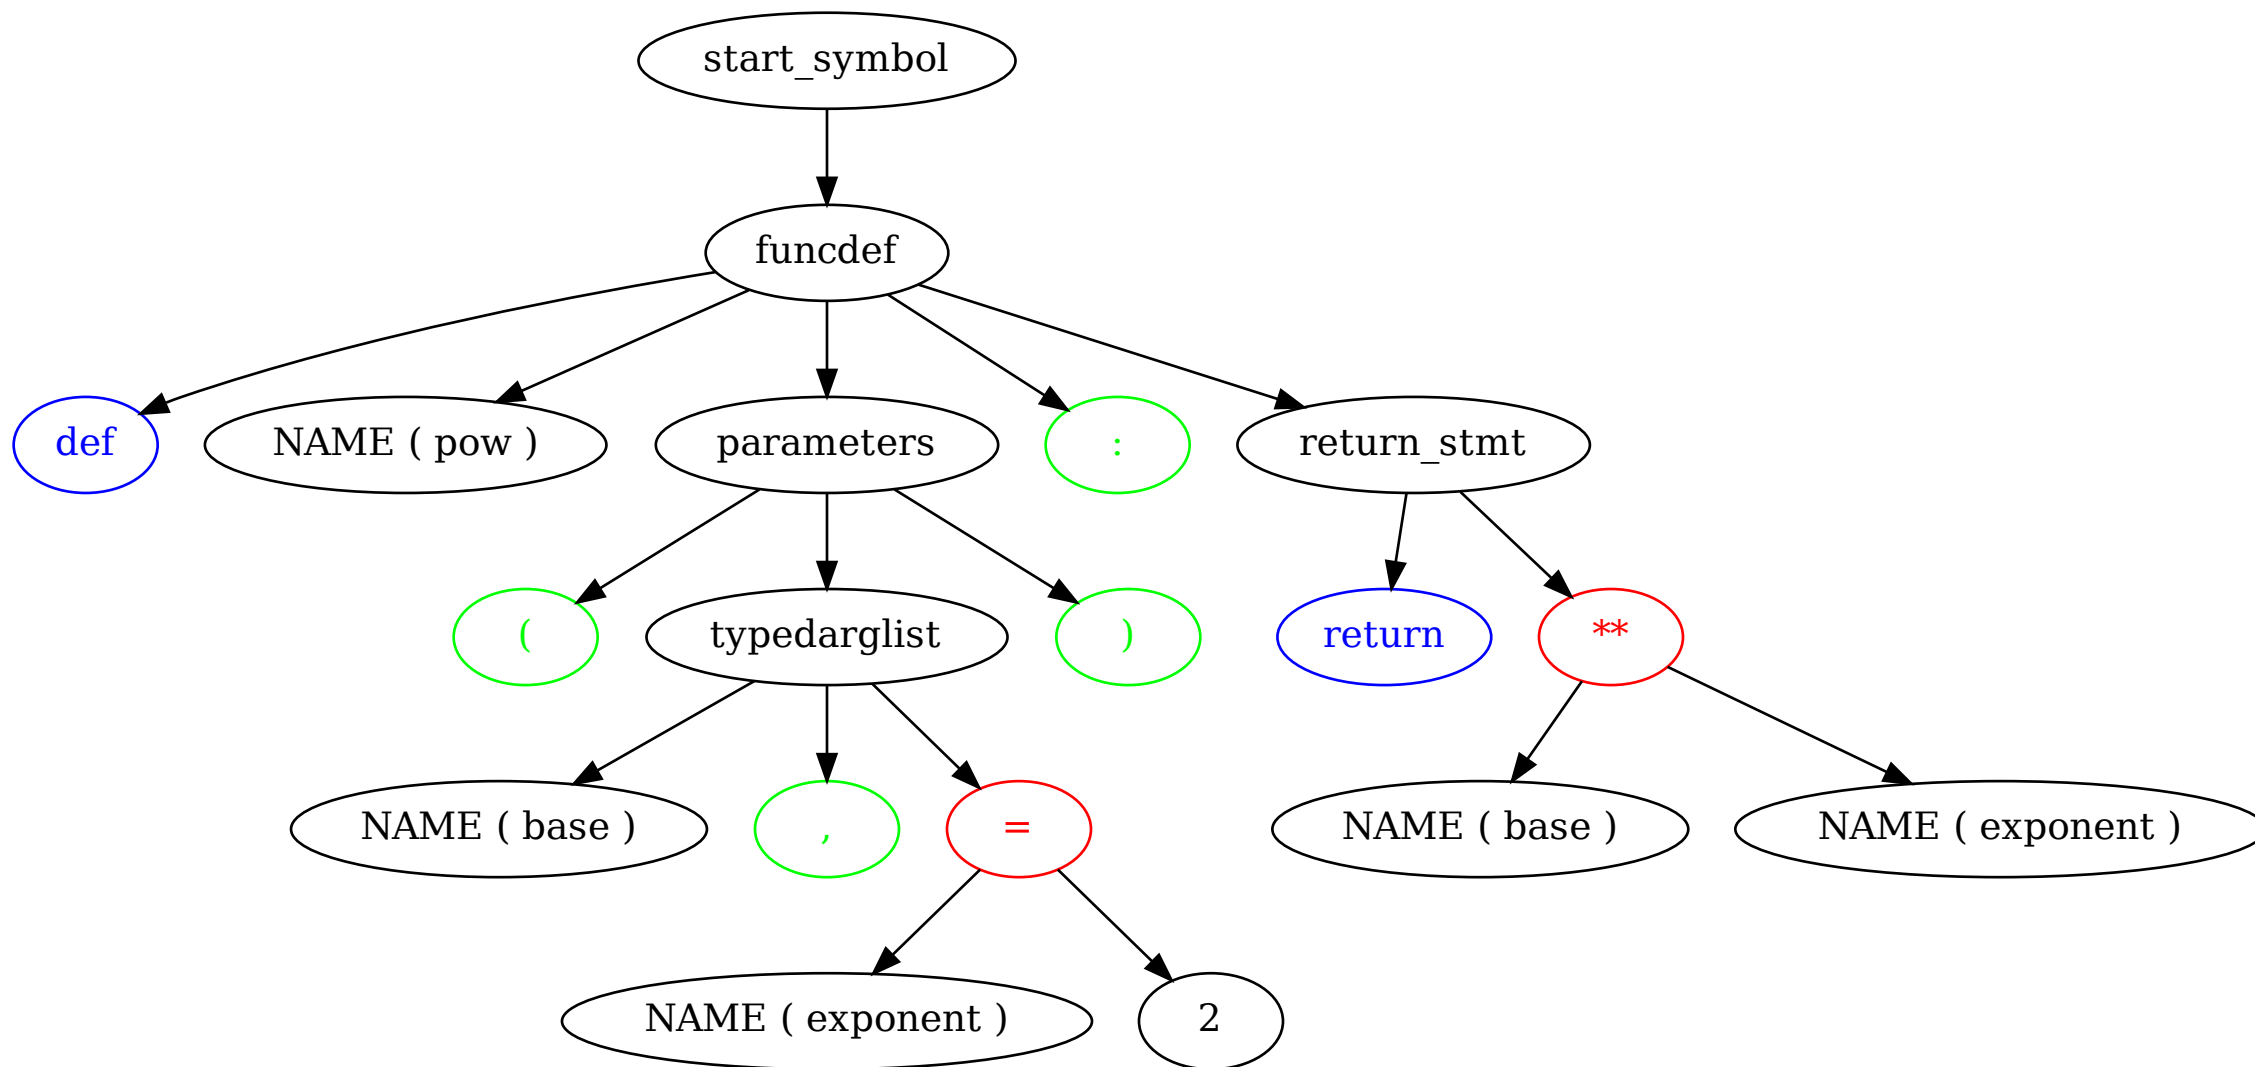 start_symbol
funcdef
def
NAME ( pow )
parameters
:
return_stmt
(
typedarglist
)
return
**
NAME ( base )
,
=
NAME ( base )
NAME ( exponent )
NAME ( exponent )
2